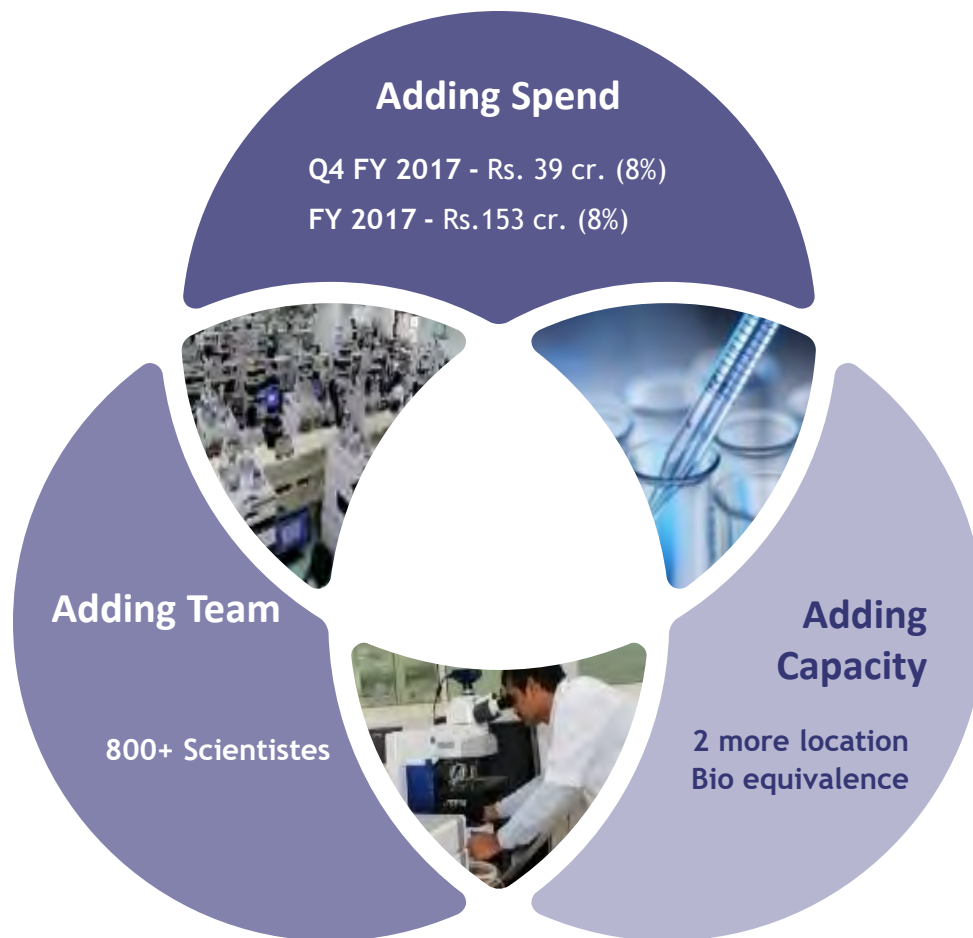 Adding Spend
Q4 FY 2017 - Rs. 39 cr. (8%)
FY 2017 - Rs.153 cr. (8%)
Adding Team
800+ Scientistes
Adding
Capacity
2 more location
Bio equivalence